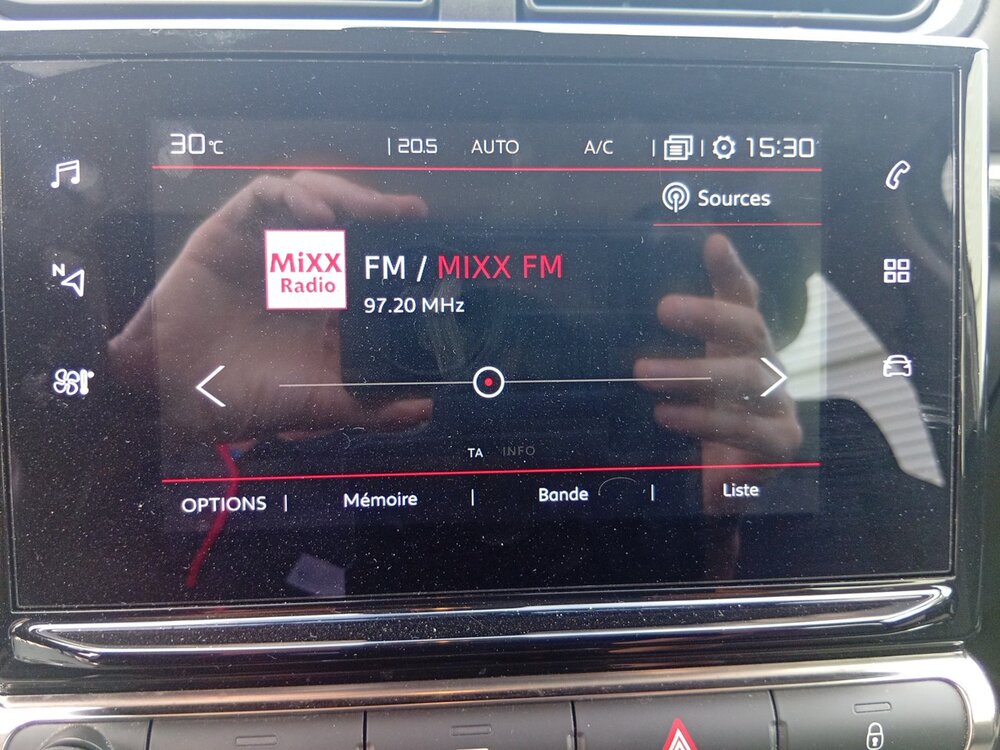 30°C | 20.5 AUTO A/C | | 15:30
Sources
MiXX
Radio
FM / MIXX FM
97.20 MHz
N
TA INFO
OPTIONS | Mémoire | Bande | Liste